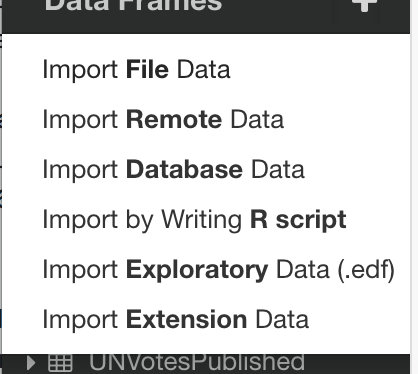 Data Frames +
Import File Data
Import Remote Data
Import Database Data
Import by Writing R script
Import Exploratory Data (.edf)
Import Extension Data
UNVotesPublished